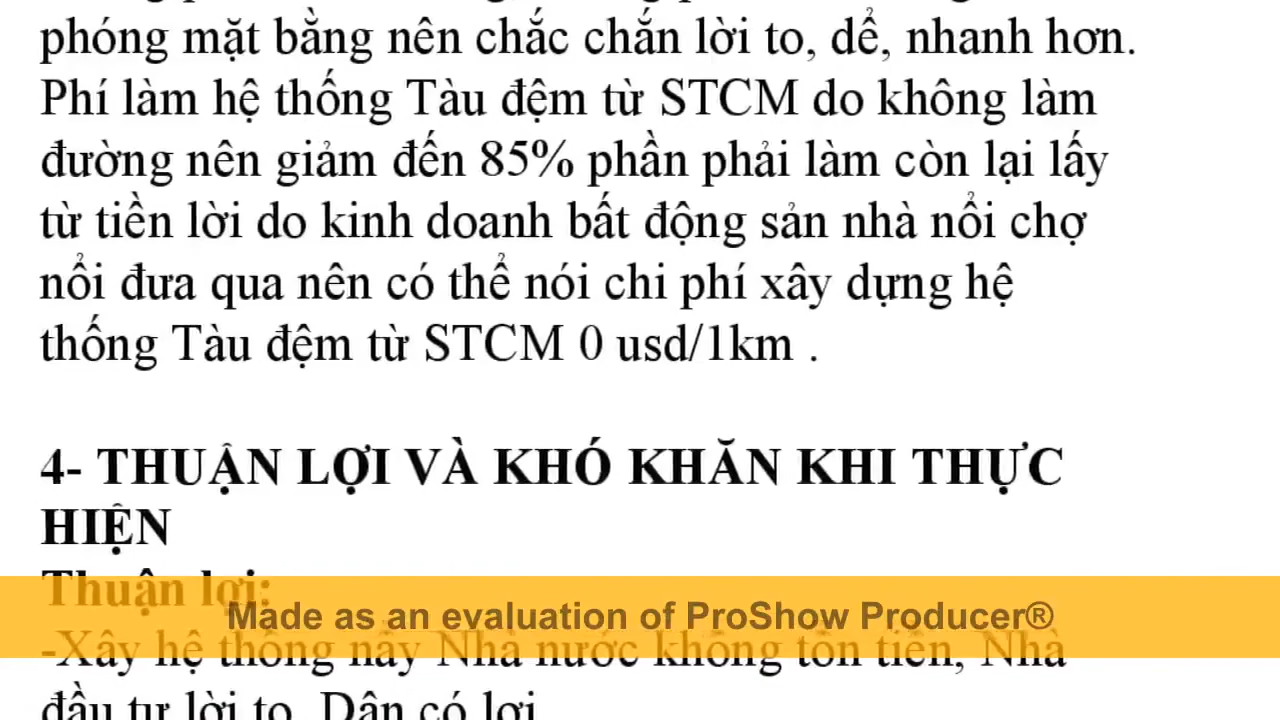 phóng mặt bằng nên chắc chắn lời to, dể, nhanh hơn.
Phí làm hệ thống Tàu đệm từ STCM do không làm
đường nên giảm đến 85% phần phải làm còn lại lấy
từ tiền lời do kinh doanh bất động sản nhà nổi chợ
nổi đưa qua nên có thể nói chi phí xây dựng hệ
thống Tàu đệm từ STCM 0 usd/1km .
4- THUẬN LỢI VÀ KHÓ KHĂN KHI THỰC
HIỆN
Thuận lợi:
Made as an evaluation of ProShow Producer®
-Xây hệ thống nầy Nhà nước không tốn tiền, Nhà
đầu tư lời to, Dân có lợi